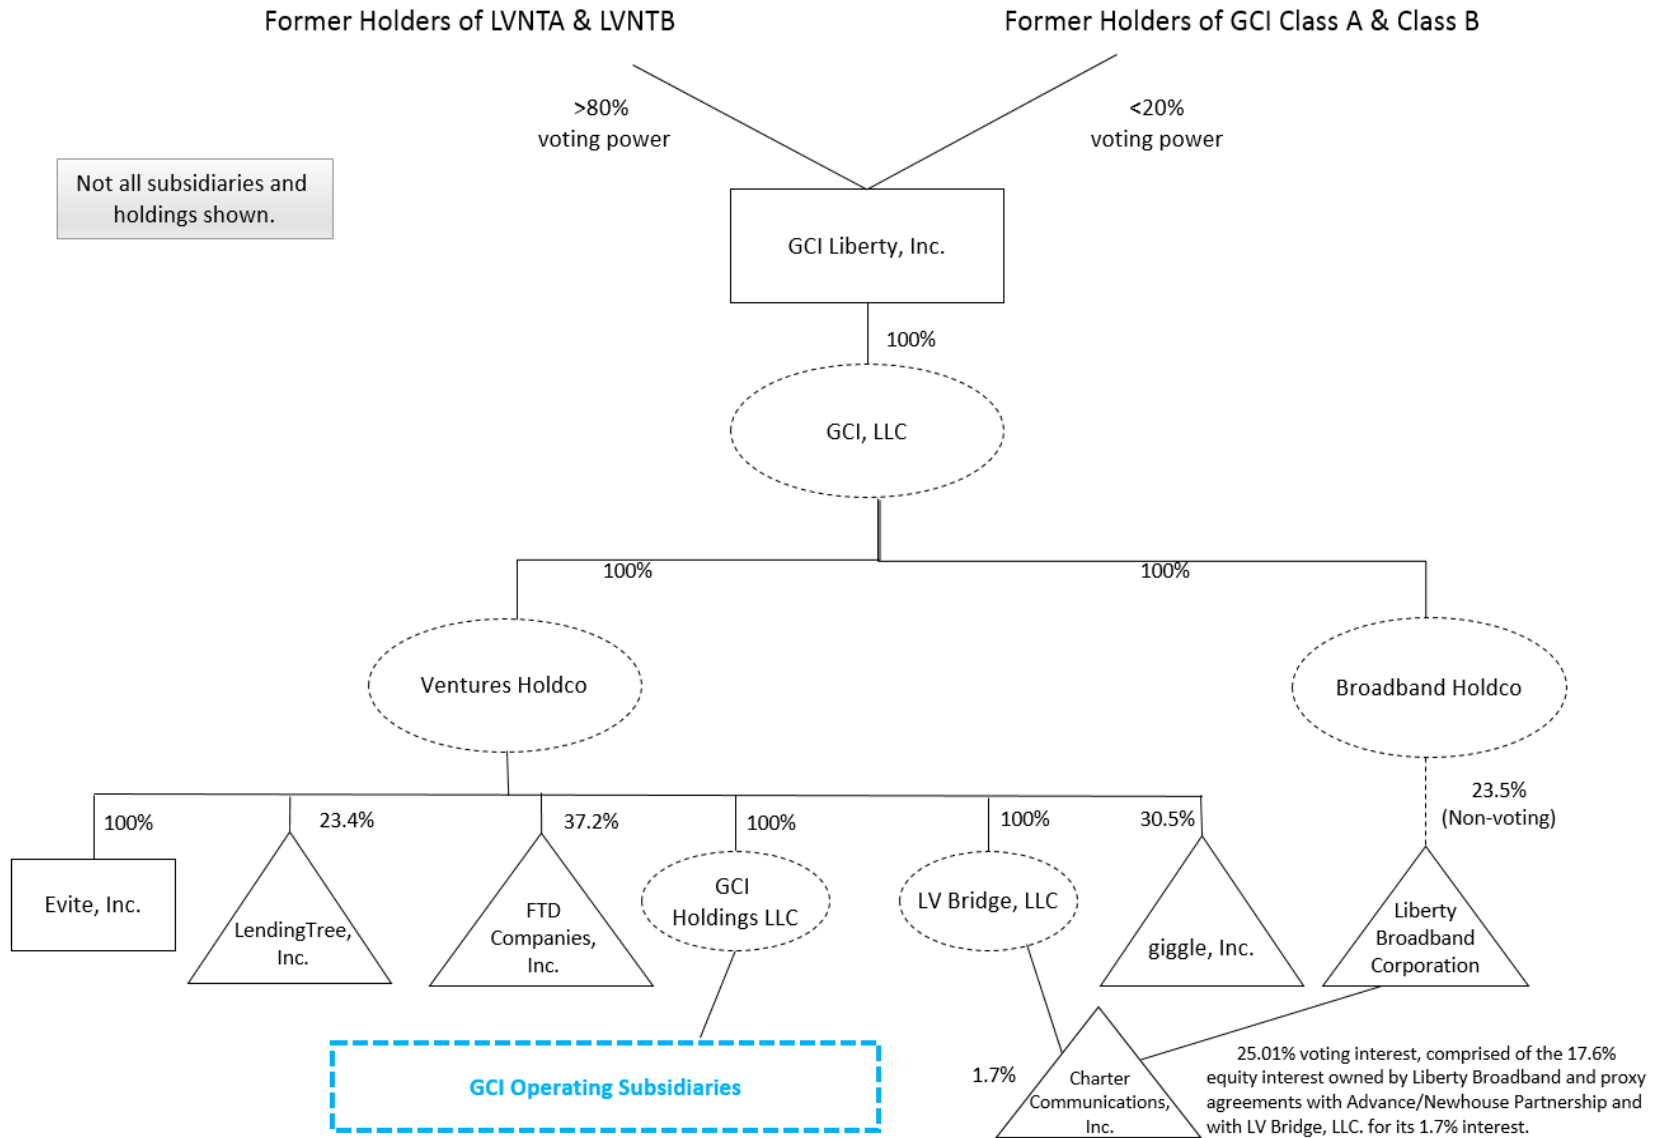 Former Holders of LVNTA & LVNTB
Former Holders of GCI Class A & Class B
>80%
voting power
<20%
voting power
Not all subsidiaries and
holdings shown.
GCI Liberty, Inc.
100%
GCI, LLC
100%
100%
Ventures Holdco
Broadband Holdco
100%
23.4%
37.2%
100%
100%
30.5%
23.5%
(Non-voting)
Evite, Inc.
LendingTree,
Inc.
FTD
Companies,
Inc.
GCI
Holdings LLC
LV Bridge, LLC
giggle, Inc.
Liberty
Broadband
Corporation
GCI Operating Subsidiaries
1.7%
Charter
Communications,
Inc.
25.01% voting interest, comprised of the 17.6%
equity interest owned by Liberty Broadband and proxy
agreements with Advance/Newhouse Partnership and
with LV Bridge, LLC. for its 1.7% interest.